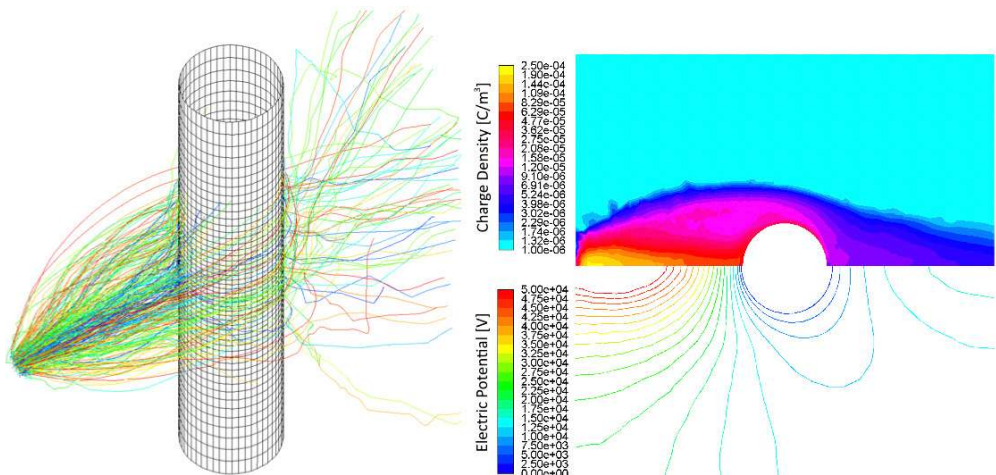 Charge Density [C/m³]
2.50e-04
1.90e-04
1.44e-04
1.09e-04
8.29e-05
6.29e-05
4.77e-05
3.62e-05
2.75e-05
2.08e-05
1.58e-05
1.20e-05
9.10e-06
6.91e-06
5.24e-06
3.98e-06
3.02e-06
2.29e-06
1.74e-06
1.32e-06
1.00e-06
Electric Potential [V]
5.00e+04
4.75e+04
4.50e+04
4.25e+04
4.00e+04
3.75e+04
3.50e+04
3.25e+04
3.00e+04
2.75e+04
2.50e+04
2.25e+04
2.00e+04
1.75e+04
1.50e+04
1.25e+04
1.00e+04
7.50e+03
5.00e+03
2.50e+03
0.00e+00